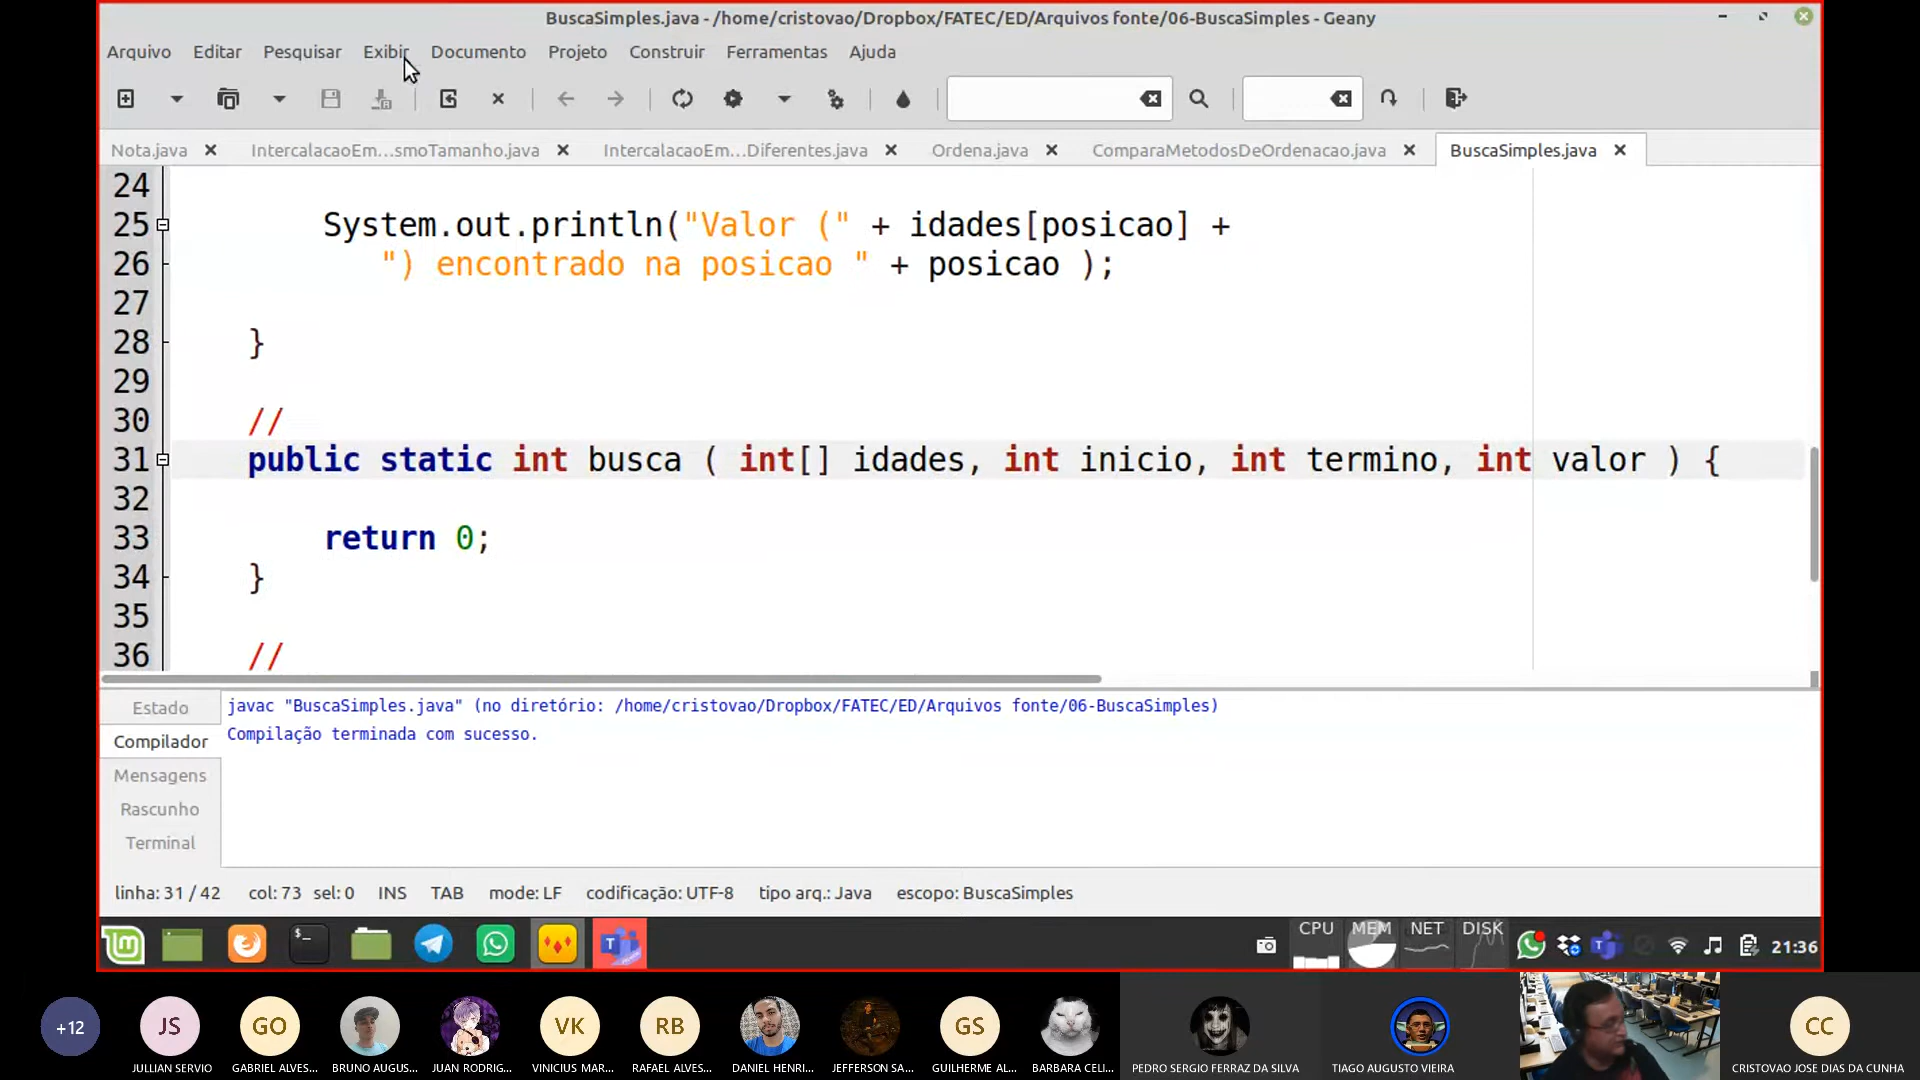 BuscaSimples.java - /home/cristovao/Dropbox/FATEC/ED/Arquivos fonte/06-BuscaSimples - Geany
Arquivo Editar Pesquisar Exibir Documento Projeto Construir Ferramentas Ajuda
Nota.java IntercalacaoEm...smoTamanho.java IntercalacaoEm...Diferentes.java Ordena.java ComparaMetodosDeOrdenacao.java BuscaSimples.java
24
25 System.out.println("Valor (" + idades[posicao] +
26 ") encontrado na posicao " + posicao );
27
28 }
29
30 //
31 public static int busca ( int[] idades, int inicio, int termino, int valor ) {
32
33 return 0;
34 }
35
36 //
Estado
Compilador
Mensagens
Rascunho
Terminal
javac "BuscaSimples.java" (no diretório: /home/cristovao/Dropbox/FATEC/ED/Arquivos fonte/06-BuscaSimples)
Compilação terminada com sucesso.
linha: 31 / 42 col: 73 sel: 0 INS TAB mode: LF codificação: UTF-8 tipo arq.: Java escopo: BuscaSimples
CPU MEM NET DISK 21:36
+12 JS GO VK RB GS CC
JULLIAN SERVIO GABRIEL ALVES... BRUNO AUGUS... JUAN RODRIG... VINICIUS MAR... RAFAEL ALVES... DANIEL HENRI... JEFFERSON SA... GUILHERME AL... BARBARA CELI... PEDRO SERGIO FERRAZ DA SILVA TIAGO AUGUSTO VIEIRA CRISTOVAO JOSE DIAS DA CUNHA